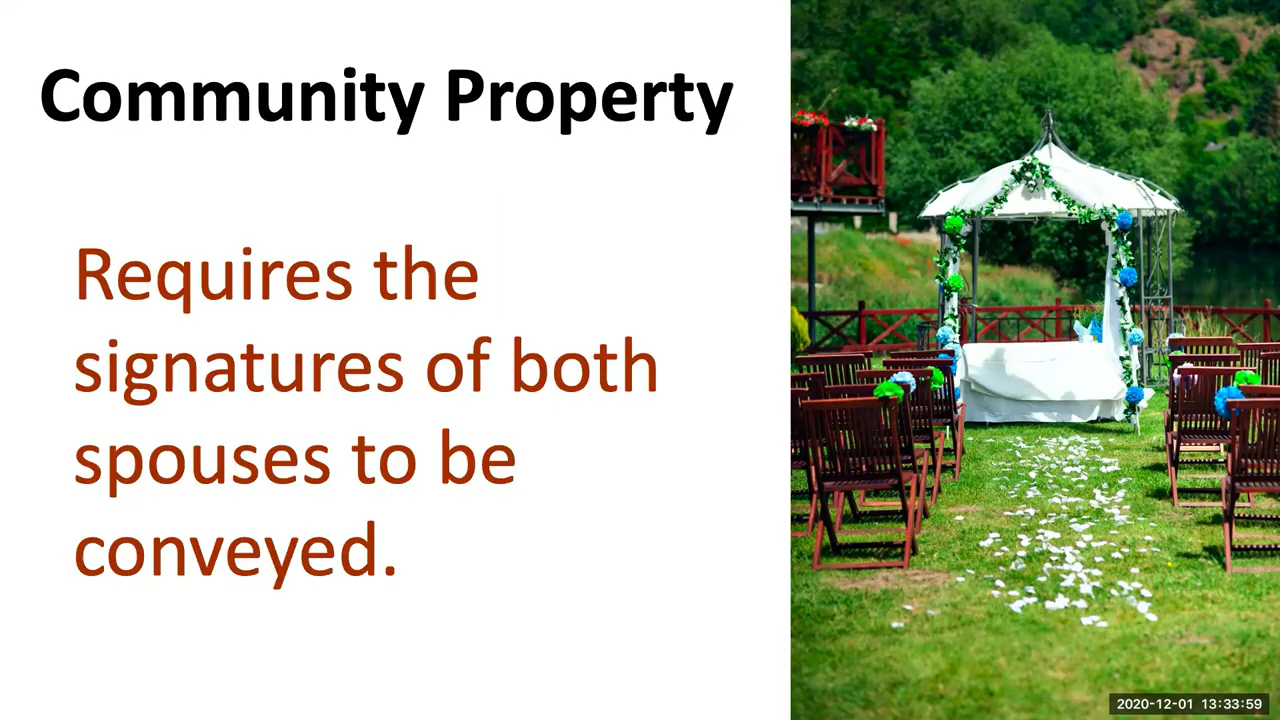 Community Property
Requires the
signatures of both
spouses to be
conveyed.
2020-12-01 13:33:59